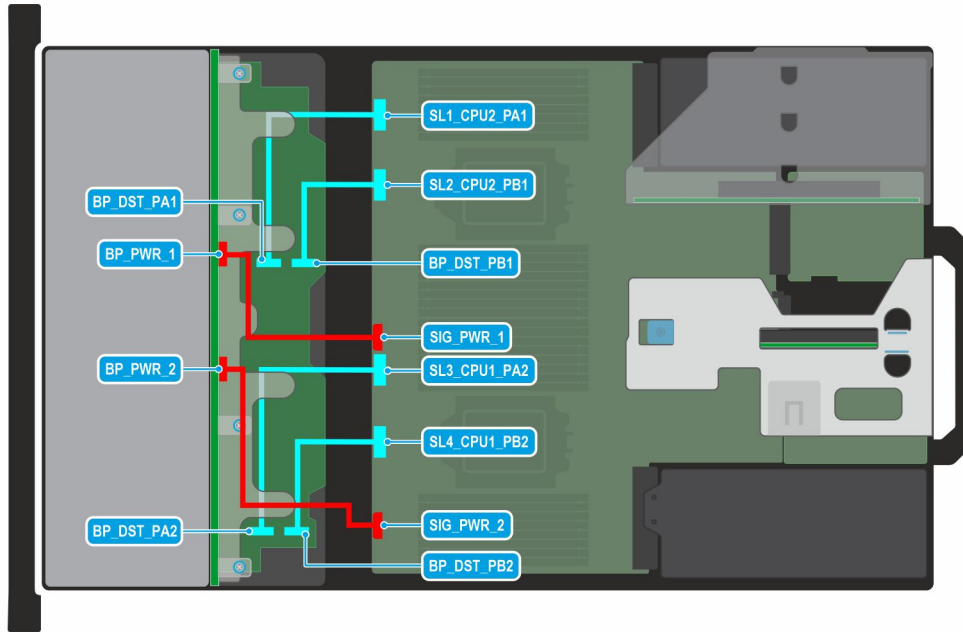 SL1_CPU2_PA1
SL2_CPU2_PB1
BP_DST_PA1
BP_PWR_1
BP_DST_PB1
SIG_PWR_1
BP_PWR_2
SL3_CPU1_PA2
SL4_CPU1_PB2
BP_DST_PA2
SIG_PWR_2
BP_DST_PB2